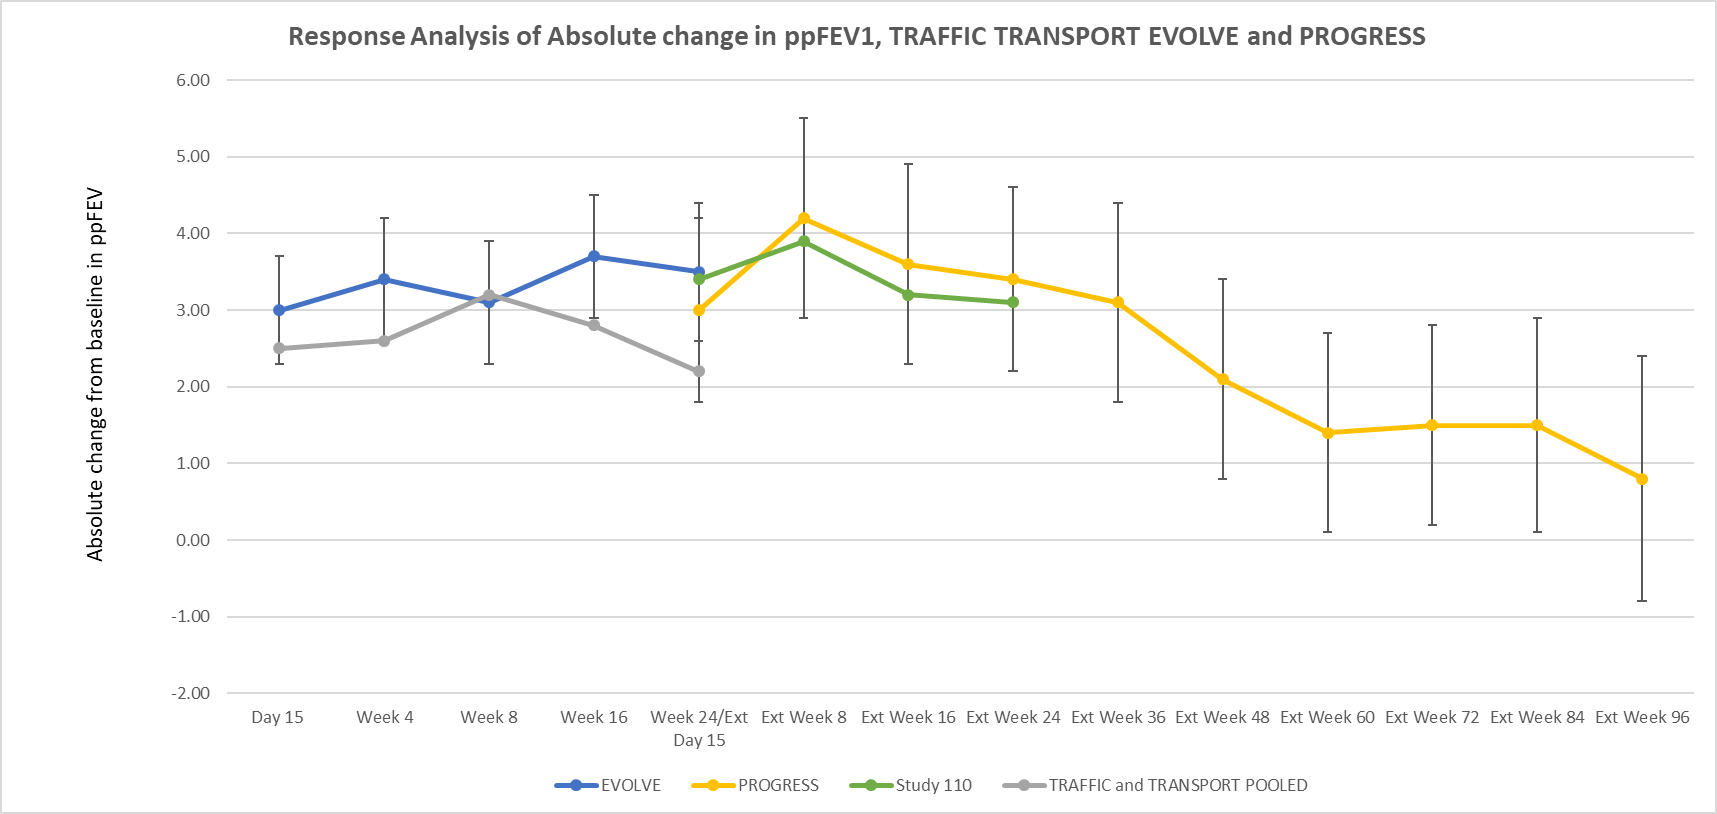 Response Analysis of Absolute change in ppFEV1, TRAFFIC TRANSPORT EVOLVE and PROGRESS
Absolute change from baseline in ppFEV
6.00
5.00
4.00
3.00
2.00
1.00
0.00
-1.00
-2.00
Day 15 Week 4 Week 8 Week 16 Week 24/Ext Ext Week 8 Ext Week 16 Ext Week 24 Ext Week 36 Ext Week 48 Ext Week 60 Ext Week 72 Ext Week 84 Ext Week 96
Day 15
EVOLVE PROGRESS Study 110 TRAFFIC and TRANSPORT POOLED